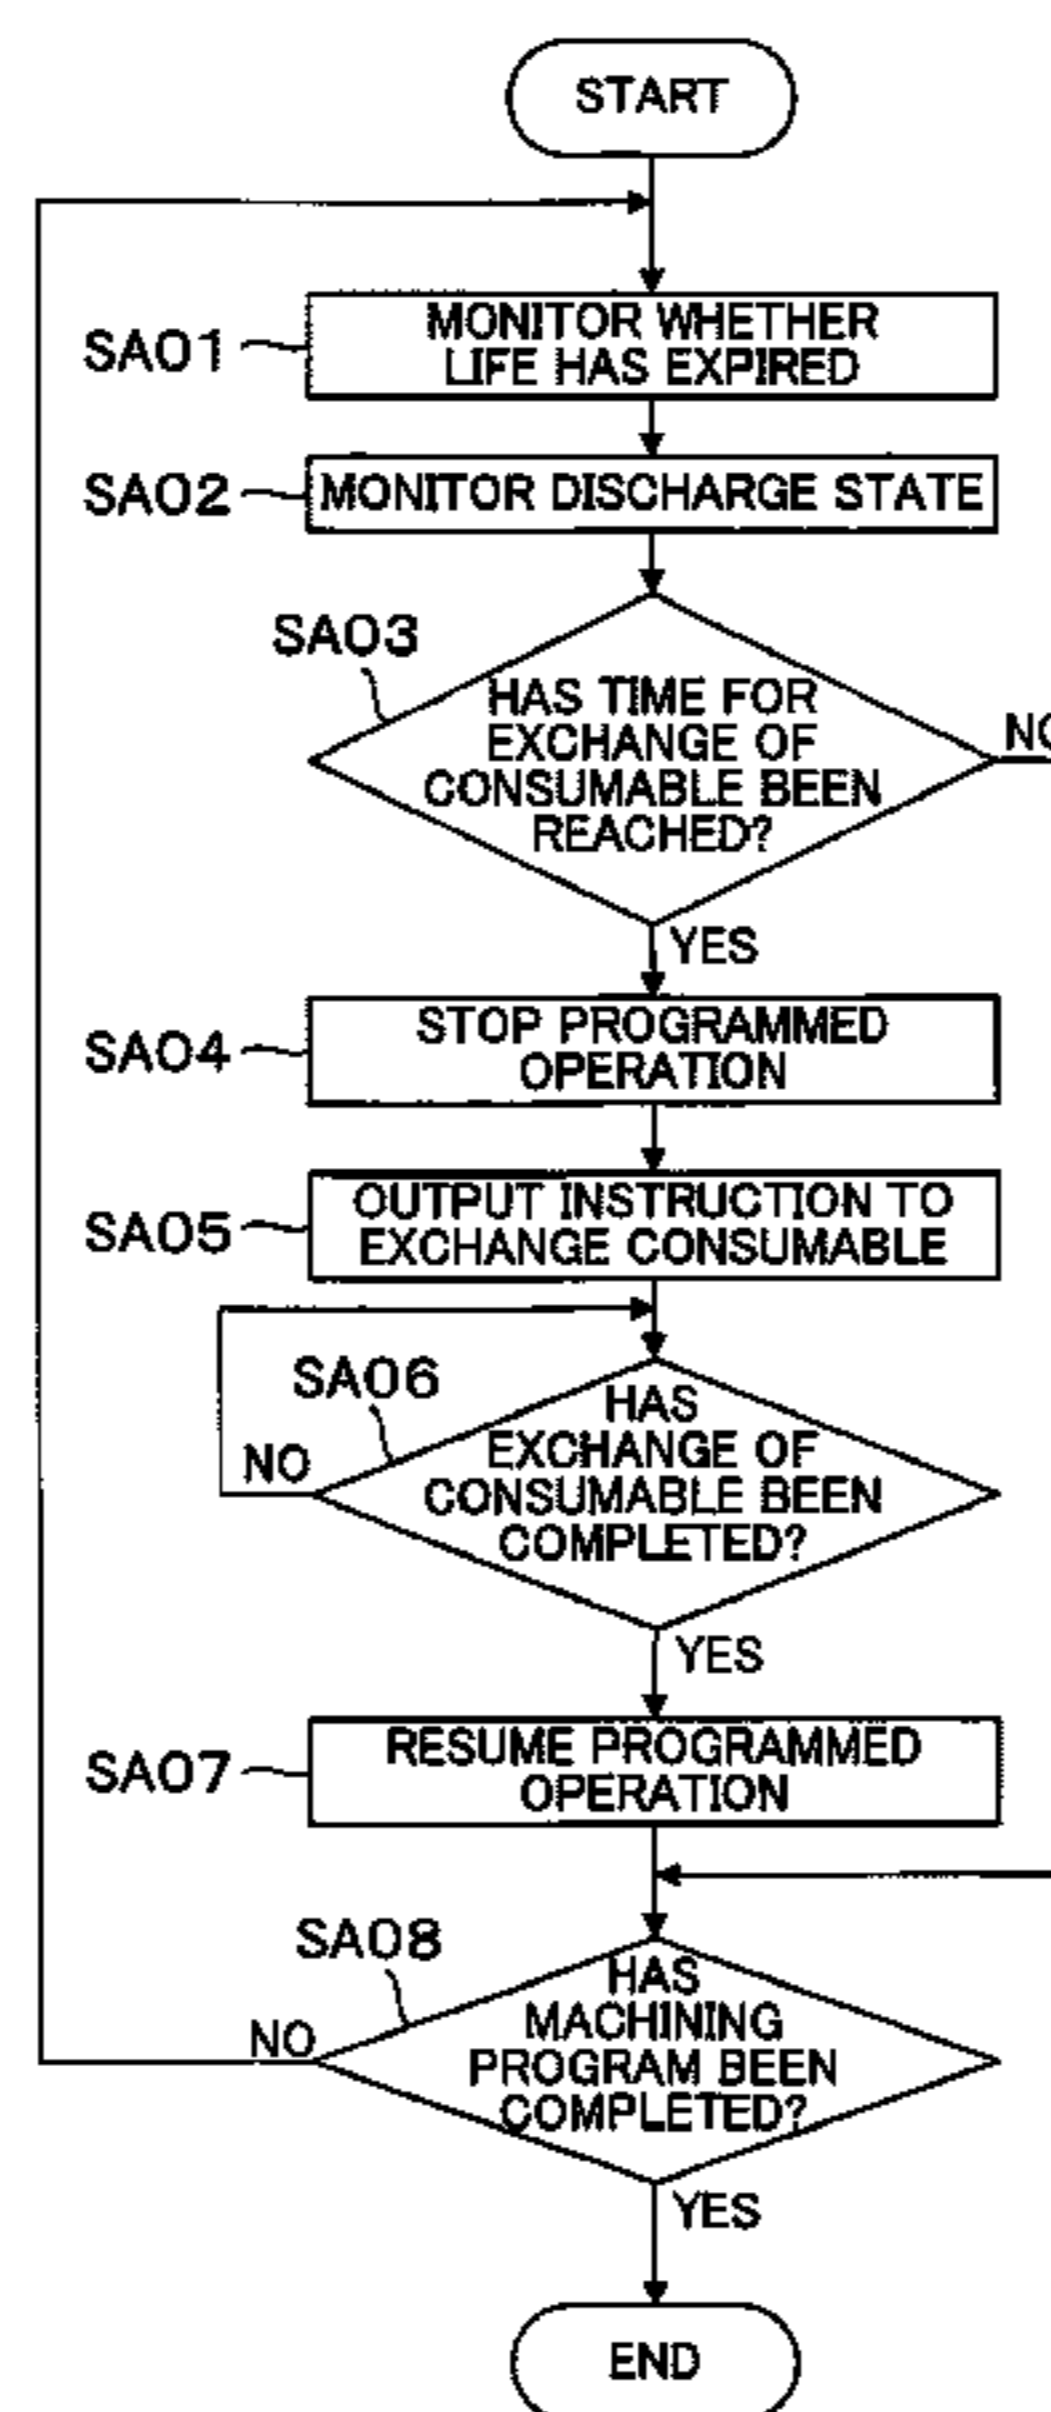 START
SA01
MONITOR WHETHER
LIFE HAS EXPIRED
SA02
MONITOR DISCHARGE STATE
SA03
HAS TIME FOR
EXCHANGE OF
CONSUMABLE BEEN
REACHED?
NO
YES
SA04
STOP PROGRAMMED
OPERATION
SA05
OUTPUT INSTRUCTION TO
EXCHANGE CONSUMABLE
SA06
HAS
EXCHANGE OF
CONSUMABLE BEEN
COMPLETED?
NO
YES
SA07
RESUME PROGRAMMED
OPERATION
SA08
HAS
MACHINING
PROGRAM BEEN
COMPLETED?
NO
YES
END